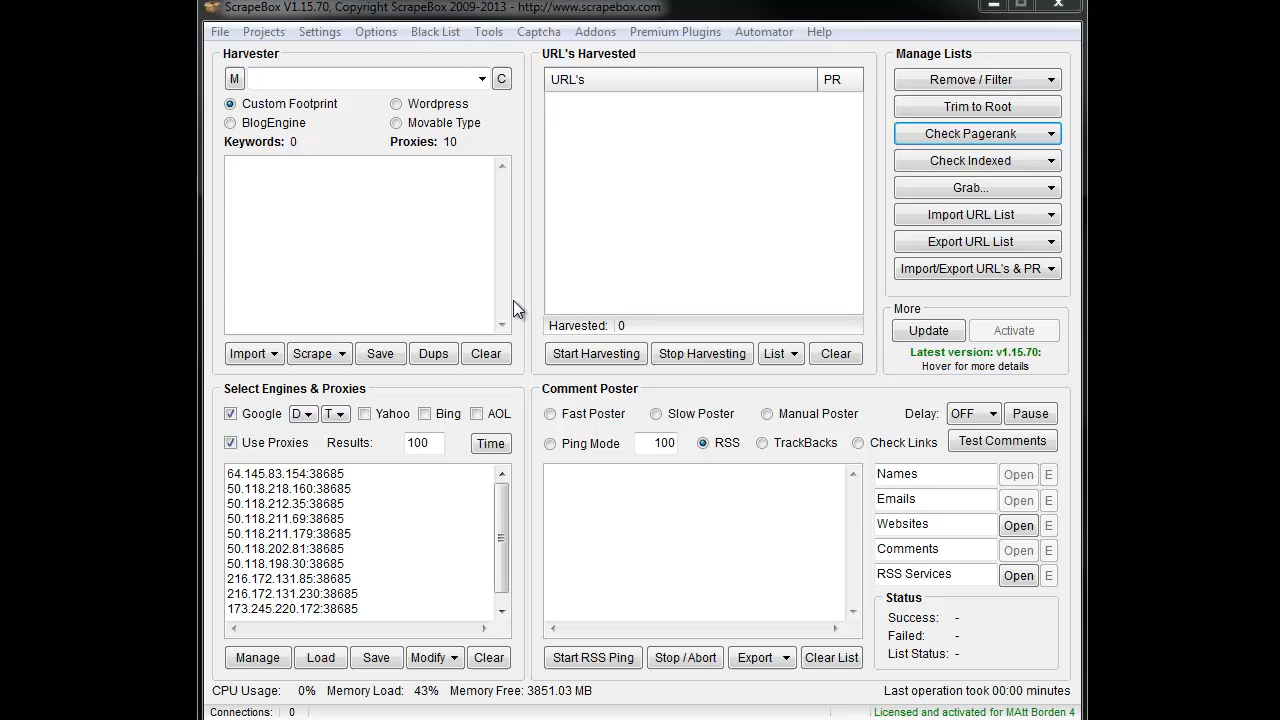 ScrapeBox V1.15.70, Copyright ScrapeBox 2009-2013 - http://www.scrapebox.com
File Projects Settings Options Black List Tools Captcha Addons Premium Plugins Automator Help
Harvester
M
C
Custom Footprint
Wordpress
BlogEngine
Movable Type
Keywords: 0
Proxies: 10
Import
Scrape
Save
Dups
Clear
URL's Harvested
URL's
PR
Harvested: 0
Start Harvesting
Stop Harvesting
List
Clear
Manage Lists
Remove / Filter
Trim to Root
Check Pagerank
Check Indexed
Grab...
Import URL List
Export URL List
Import/Export URL's & PR
More
Update
Activate
Latest version: v1.15.70:
Hover for more details
Select Engines & Proxies
Google
D
T
Yahoo
Bing
AOL
Use Proxies
Results: 100
Time
64.145.83.154:38685
50.118.218.160:38685
50.118.212.35:38685
50.118.211.69:38685
50.118.211.179:38685
50.118.202.81:38685
50.118.198.30:38685
216.172.131.85:38685
216.172.131.230:38685
173.245.220.172:38685
Manage
Load
Save
Modify
Clear
Comment Poster
Fast Poster
Slow Poster
Manual Poster
Delay: OFF
Pause
Ping Mode
100
RSS
TrackBacks
Check Links
Test Comments
Names
Open
E
Emails
Open
E
Websites
Open
E
Comments
Open
E
RSS Services
Open
E
Status
Success: -
Failed: -
List Status: -
Start RSS Ping
Stop / Abort
Export
Clear List
CPU Usage: 0% Memory Load: 43% Memory Free: 3851.03 MB
Last operation took 00:00 minutes
Connections: 0
Licensed and activated for MAtt Borden 4